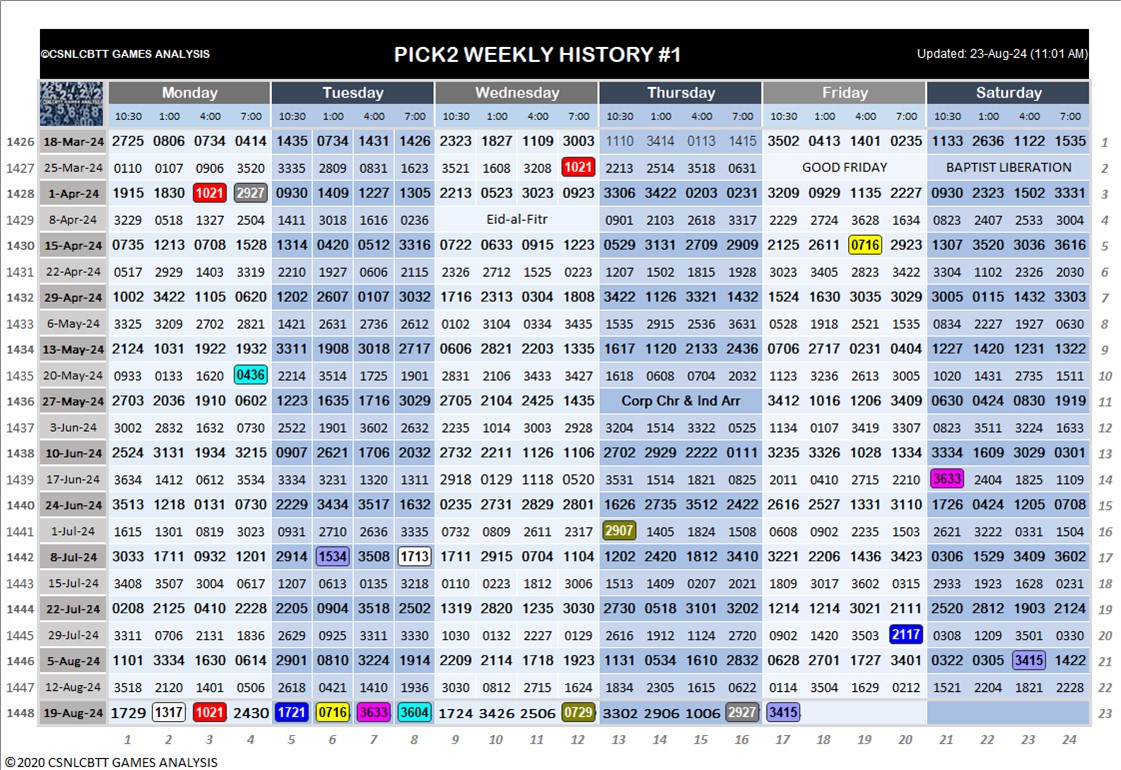 ©CSNLCBTT GAMES ANALYSIS PICK2 WEEKLY HISTORY #1 Updated: 23-Aug-24 (11:01 AM)
Monday Tuesday Wednesday Thursday Friday Saturday
10:30 1:00 4:00 7:00 10:30 1:00 4:00 7:00 10:30 1:00 4:00 7:00 10:30 1:00 4:00 7:00 10:30 1:00 4:00 7:00 10:30 1:00 4:00 7:00
1426 18-Mar-24 2725 0806 0734 0414 1435 0734 1431 1426 2323 1827 1109 3003 1110 3414 0113 1415 3502 0413 1401 0235 1133 2636 1122 1535 1
1427 25-Mar-24 0110 0107 0906 3520 3335 2809 0831 1623 3521 1608 3208 1021 2213 2514 3518 0631 GOOD FRIDAY BAPTIST LIBERATION 2
1428 1-Apr-24 1915 1830 1021 2927 0930 1409 1227 1305 2213 0523 3023 0923 3306 3422 0203 0231 3209 0929 1135 2271 0930 2323 1502 3331 3
1429 8-Apr-24 3229 0518 1327 2504 1411 3018 1616 0236 Eid-al-Fitr 0901 2103 2618 3317 2229 2724 3628 1634 0823 2407 2533 3004 4
1430 15-Apr-24 0735 1213 0708 1528 1314 0420 0512 3316 0722 0633 0915 1223 0529 3131 2709 2909 2125 2611 0716 2923 1307 3520 3036 3616 5
1431 22-Apr-24 0517 2929 1403 3319 2210 1927 0606 2115 2326 2712 1525 0223 1207 1502 1815 1928 3023 3405 2823 3422 3304 1102 2326 2030 6
1432 29-Apr-24 1002 3422 1105 0620 1202 2607 0107 3032 1716 2313 0304 1808 3422 1126 3321 1432 1524 1630 3035 3029 3005 0115 1432 3303 7
1433 6-May-24 3325 3209 2702 2821 1421 2631 2736 2612 0102 3104 0334 3435 1535 2915 2536 3631 0528 1918 2521 1535 0834 2227 1927 0630 8
1434 13-May-24 2124 1031 1922 1932 3311 1908 3018 2717 0606 2821 2203 1335 1617 1120 2133 2436 0706 2717 0231 0404 1227 1420 1231 1322 9
1435 20-May-24 0933 0133 1620 0436 2214 3514 1725 1901 2831 2106 3433 3427 1618 0608 0704 2032 1123 3236 2613 3005 1020 1431 2735 1511 10
1436 27-May-24 2703 2036 1910 0602 1223 1635 1716 3029 2705 2104 2425 1435 Corp Chr & Ind Arr 3412 1016 1206 3409 0630 0424 0830 1919 11
1437 3-Jun-24 3002 2832 1632 0730 2522 1901 3602 2632 2235 1014 3003 2928 3204 1514 3322 0525 1134 0107 3419 3307 0823 3511 3224 1633 12
1438 10-Jun-24 2524 3131 1934 3215 0907 2621 1706 2032 2732 2211 1126 1106 2702 2929 2222 0111 3235 3326 1028 1334 3334 1609 3029 0301 13
1439 17-Jun-24 3634 1412 0612 3534 3334 3231 1320 1311 2918 0129 1118 0520 3531 1514 1821 0825 2011 0410 2715 2210 3633 2404 1825 1109 14
1440 24-Jun-24 3513 1218 0131 0730 2229 3434 3517 1632 0235 2731 2829 2801 1626 2735 3512 2422 2616 2527 1331 3110 1726 0424 1205 0708 15
1441 1-Jul-24 1615 1301 0819 3023 0931 2710 2636 3335 0732 0809 2611 2317 2907 1405 1824 1508 0608 0902 2235 1503 2621 3222 0331 1504 16
1442 8-Jul-24 3033 1711 0932 1201 2914 1534 3508 1713 1711 2915 0704 1104 1202 2420 1812 3410 3221 2206 1436 3423 0306 1529 3409 3602 17
1443 15-Jul-24 3408 3507 3004 0617 1207 0613 0135 3218 0110 0223 1812 3006 1513 1409 0207 2021 1809 3017 3602 0315 2933 1923 1628 0231 18
1444 22-Jul-24 0208 2125 0410 2228 2205 0904 3518 2502 1319 2820 1235 3030 2730 0518 3101 3202 1214 1214 3021 2111 2520 2812 1903 2124 19
1445 29-Jul-24 3311 0706 2131 1836 2629 0925 3311 3330 1030 0132 2227 0129 2616 1912 1124 2720 0902 1420 3503 2117 0308 1209 3501 0330 20
1446 5-Aug-24 1101 3334 1630 0614 2901 0810 3224 1914 2209 2114 1718 1923 1131 0534 1610 2832 0628 2701 1727 3401 0322 0305 3415 1422 21
1447 12-Aug-24 3518 2120 1401 0506 2618 0421 1410 1936 3030 0812 2715 1624 1834 2305 1615 0622 0114 3504 1629 0212 1521 2204 1821 2228 22
1448 19-Aug-24 1729 1317 1021 2430 1721 0716 3633 3604 1724 3426 2506 0729 3302 2906 1006 2927 3415 23
1 2 3 4 5 6 7 8 9 10 11 12 13 14 15 16 17 18 19 20 21 22 23 24
©2020 CSNLCBTT GAMES ANALYSIS